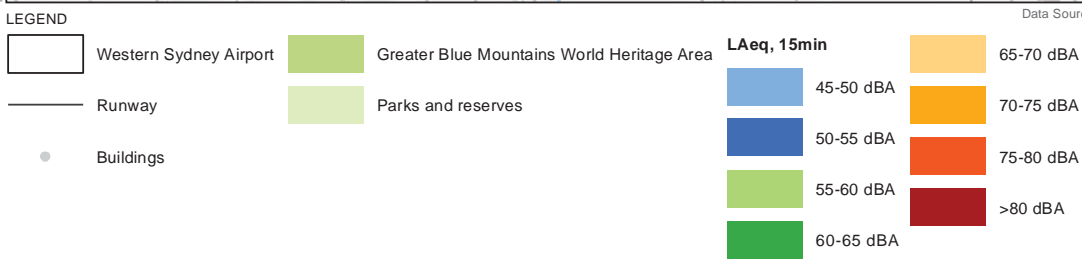 Data Sour
LEGEND
Western Sydney Airport
Runway
Buildings
Greater Blue Mountains World Heritage Area
Parks and reserves
LAeq, 15min
45-50 dBA
50-55 dBA
55-60 dBA
60-65 dBA
65-70 dBA
70-75 dBA
75-80 dBA
>80 dBA